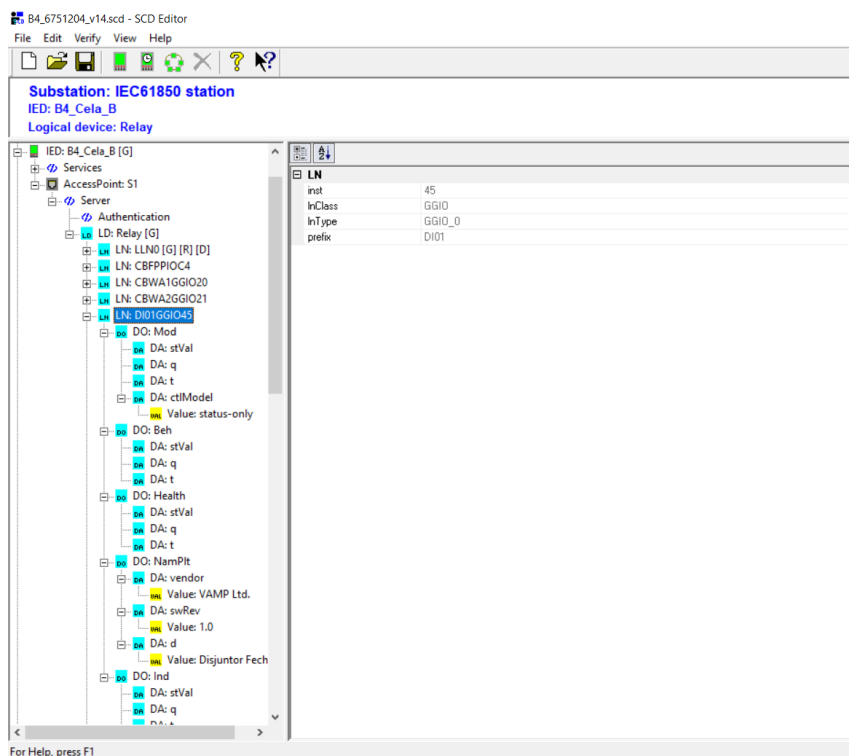 B4_6751204_v14.scd - SCD Editor
File Edit Verify View Help
Substation: IEC61850 station
IED: B4_Cela_B
Logical device: Relay
IED: B4_Cela_B [G]
Services
AccessPoint: S1
Server
Authentication
LD: Relay [G]
LN: LLN0 [G] [R] [D]
LN: CBFPPIOC4
LN: CBWA1GGIO20
LN: CBWA2GGIO21
LN: DI01GGIO45
DO: Mod
DA: stVal
DA: q
DA: t
DA: ctlModel
Value: status-only
DO: Beh
DA: stVal
DA: q
DA: t
DO: Health
DA: stVal
DA: q
DA: t
DO: NamPlt
DA: vendor
Value: VAMP Ltd.
DA: swRev
Value: 1.0
DA: d
Value: Disjuntor Fech
DO: Ind
DA: stVal
DA: q
DA: t
LN
inst 45
lnClass GGIO
lnType GGIO_0
prefix DI01
For Help, press F1